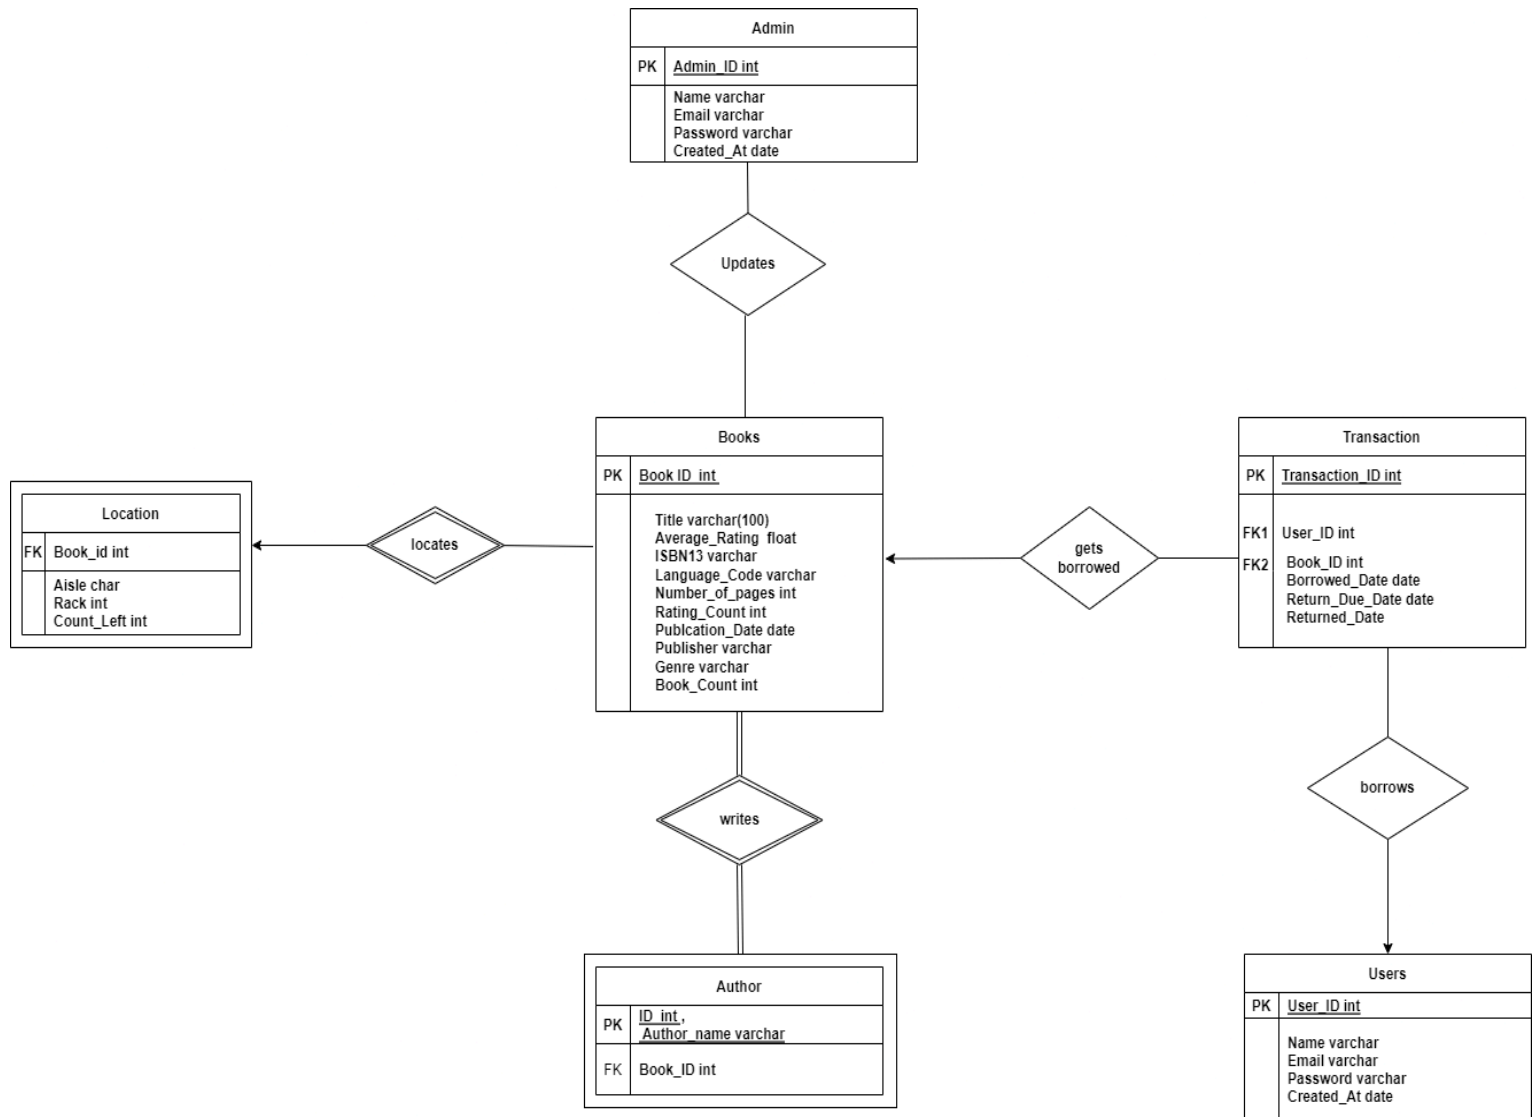 Admin
PK Admin_ID int
Name varchar
Email varchar
Password varchar
Created_At date
Updates
Books
PK Book ID int
Title varchar(100)
Average_Rating float
ISBN13 varchar
Language_Code varchar
Number_of_pages int
Rating_Count int
Publcation_Date date
Publisher varchar
Genre varchar
Book_Count int
Transaction
PK Transaction_ID int
FK1 User_ID int
FK2 Book_ID int
Borrowed_Date date
Return_Due_Date date
Returned_Date
Location
FK Book_id int
Aisle char
Rack int
Count_Left int
locates
gets
borrowed
writes
borrows
Author
PK ID int ,
Author_name varchar
FK Book_ID int
Users
PK User_ID int
Name varchar
Email varchar
Password varchar
Created_At date